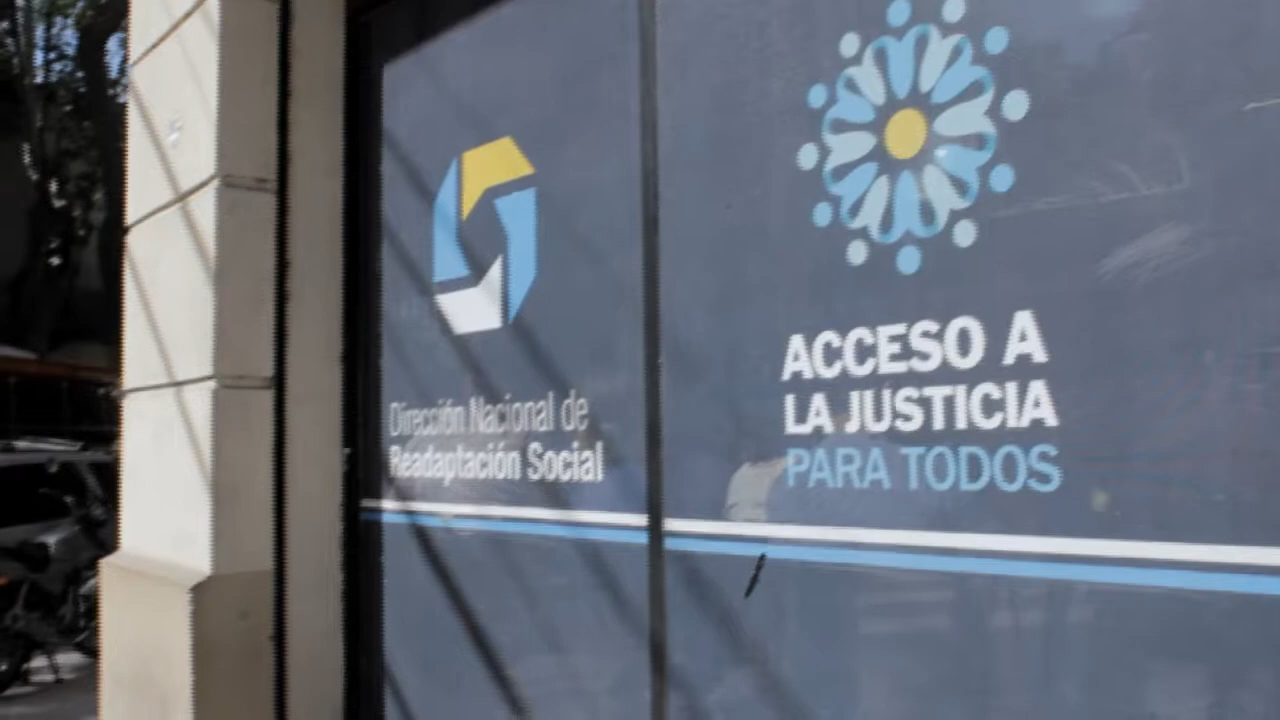 Dirección Nacional de
Readaptación Social
ACCESO A
LA JUSTICIA
PARA TODOS